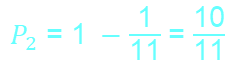 P₂ = 1 − 1/11 = 10/11